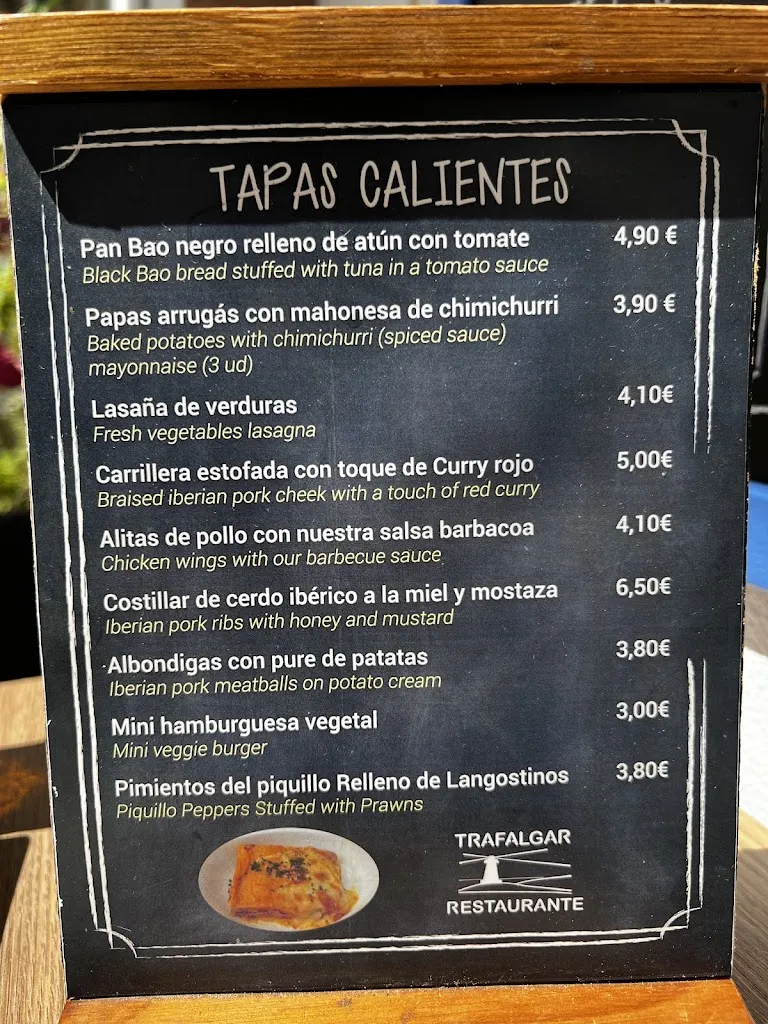 TAPAS CALIENTES
Pan Bao negro relleno de atún con tomate 4,90 €
Black Bao bread stuffed with tuna in a tomato sauce
Papas arrugás con mahonesa de chimichurri 3,90 €
Baked potatoes with chimichurri (spiced sauce)
mayonnaise (3 ud)
Lasaña de verduras 4,10€
Fresh vegetables lasagna
Carrillera estofada con toque de Curry rojo 5,00€
Braised iberian pork cheek with a touch of red curry
Alitas de pollo con nuestra salsa barbacoa 4,10€
Chicken wings with our barbecue sauce
Costillar de cerdo ibérico a la miel y mostaza 6,50€
Iberian pork ribs with honey and mustard
Albondigas con pure de patatas 3,80€
Iberian pork meatballs on potato cream
Mini hamburguesa vegetal 3,00€
Mini veggie burger
Pimientos del piquillo Relleno de Langostinos 3,80€
Piquillo Peppers Stuffed with Prawns
TRAFALGAR
RESTAURANTE